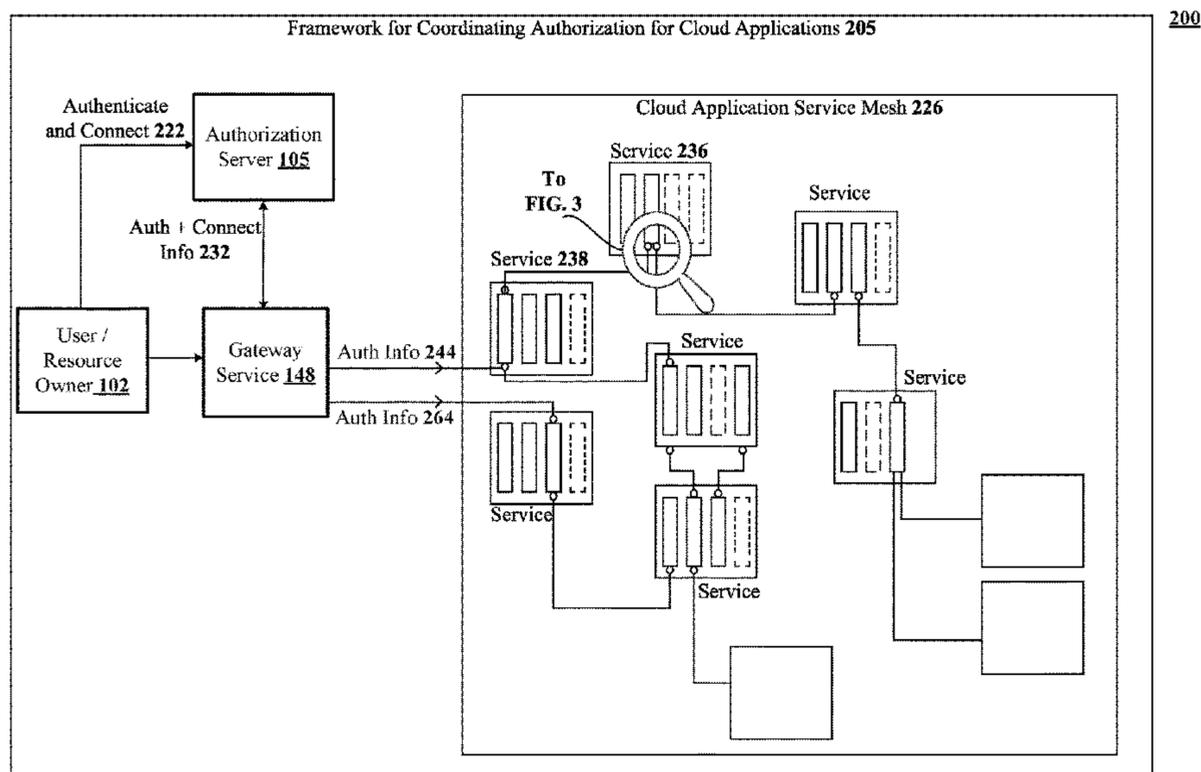 200
Framework for Coordinating Authorization for Cloud Applications 205
Authenticate
and Connect 222
Authorization
Server 105
Auth + Connect
Info 232
User /
Resource
Owner 102
Gateway
Service 148
Auth Info 244
Auth Info 264
Cloud Application Service Mesh 226
Service 236
To
FIG. 3
Service
Service 238
Service
Service
Service
Service